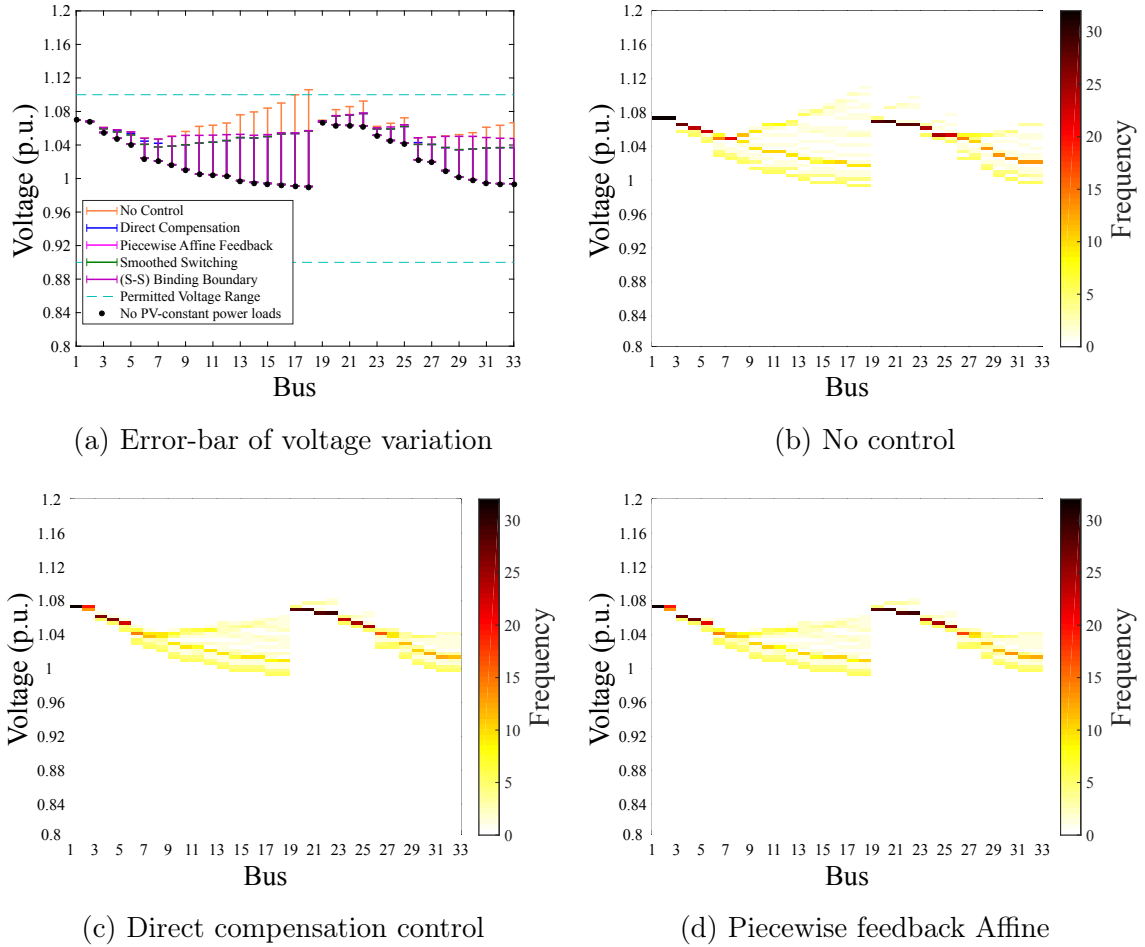 1.2
1.16
1.12
1.08
1.04
1
0.96
0.92
0.88
0.84
0.8
Voltage (p.u.)
No Control
Direct Compensation
Piecewise Affine Feedback
Smoothed Switching
(S-S) Binding Boundary
Permitted Voltage Range
No PV-constant power loads
1 3 5 7 9 11 13 15 17 19 21 23 25 27 29 31 33
Bus
(a) Error-bar of voltage variation
1.2
1.16
1.12
1.08
1.04
1
0.96
0.92
0.88
0.84
0.8
Voltage (p.u.)
1 3 5 7 9 11 13 15 17 19 21 23 25 27 29 31 33
Bus
30
25
20
15
10
5
0
Frequency
(b) No control
1.2
1.16
1.12
1.08
1.04
1
0.96
0.92
0.88
0.84
0.8
Voltage (p.u.)
1 3 5 7 9 11 13 15 17 19 21 23 25 27 29 31 33
Bus
30
25
20
15
10
5
0
Frequency
(c) Direct compensation control
1.2
1.16
1.12
1.08
1.04
1
0.96
0.92
0.88
0.84
0.8
Voltage (p.u.)
1 3 5 7 9 11 13 15 17 19 21 23 25 27 29 31 33
Bus
30
25
20
15
10
5
0
Frequency
(d) Piecewise feedback Affine